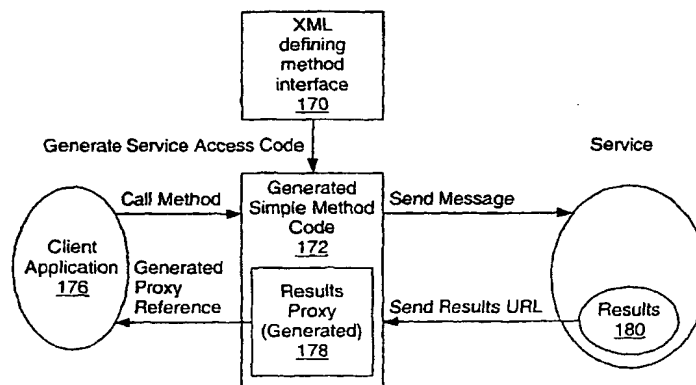 XML
defining
method
interface
170
Generate Service Access Code
Service
Call Method
Generated
Simple Method
Code
172
Send Message
Client
Application
176
Generated
Proxy
Reference
Results
Proxy
(Generated)
178
Send Results URL
Results
180